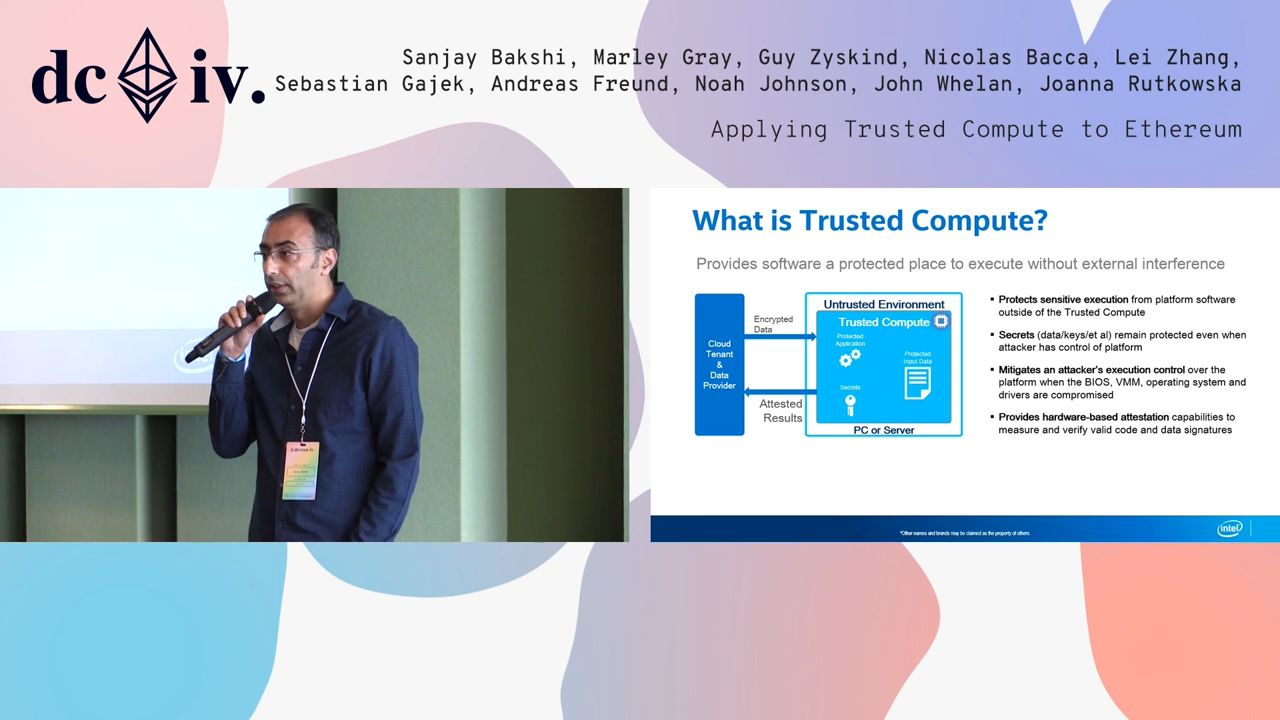 dc iv.
Sanjay Bakshi, Marley Gray, Guy Zyskind, Nicolas Bacca, Lei Zhang,
Sebastian Gajek, Andreas Freund, Noah Johnson, John Whelan, Joanna Rutkowska
Applying Trusted Compute to Ethereum
What is Trusted Compute?
Provides software a protected place to execute without external interference
Cloud
Tenant
&
Data
Provider
Encrypted
Data
Attested
Results
Untrusted Environment
Trusted Compute
Protected
Application
Protected
Input Data
Secrets
PC or Server
▪ Protects sensitive execution from platform software
outside of the Trusted Compute
▪ Secrets (data/keys/et al) remain protected even when
attacker has control of platform
▪ Mitigates an attacker's execution control over the
platform when the BIOS, VMM, operating system and
drivers are compromised
▪ Provides hardware-based attestation capabilities to
measure and verify valid code and data signatures
*Other names and brands may be claimed as the property of others.
intel